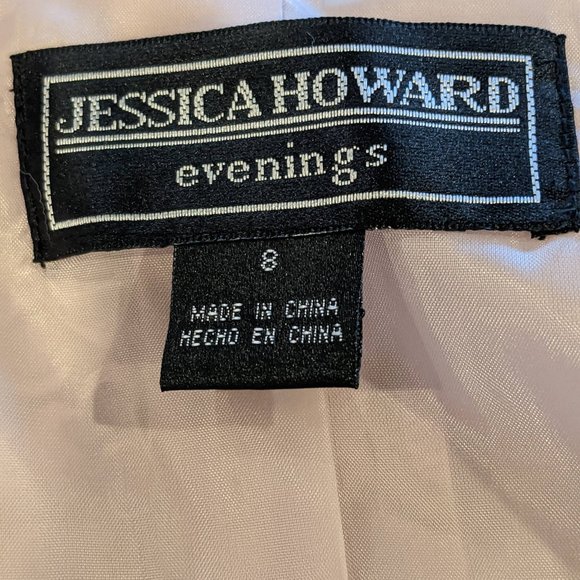 JESSICA HOWARD
evenings
8
MADE IN CHINA
HECHO EN CHINA